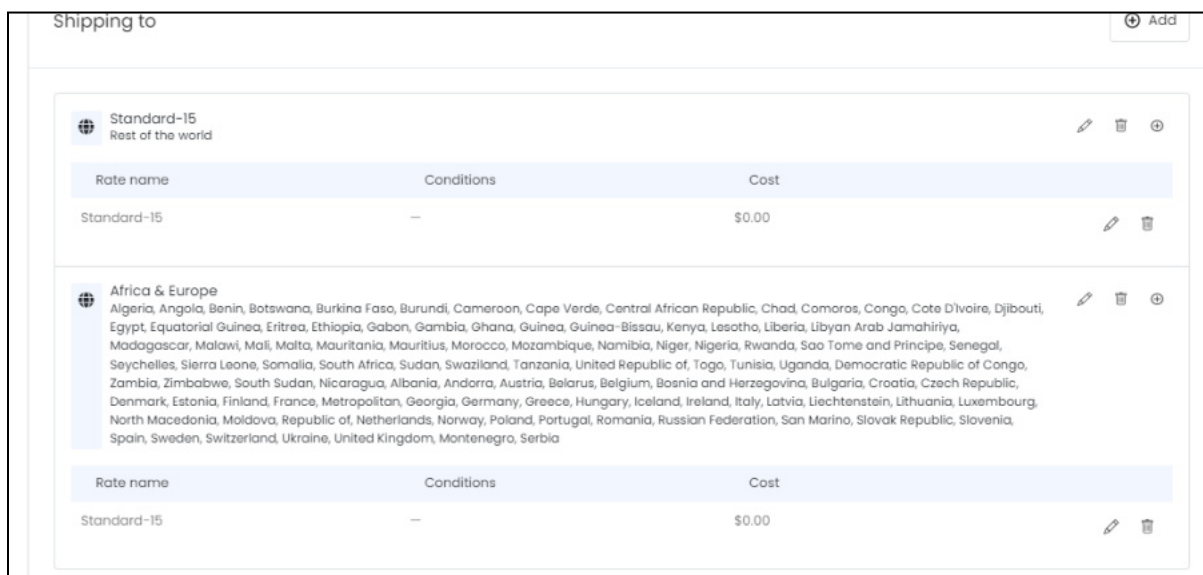 Shipping to
Add
Standard-15
Rest of the world
Rate name Conditions Cost
Standard-15 — $0.00
Africa & Europe
Algeria, Angola, Benin, Botswana, Burkina Faso, Burundi, Cameroon, Cape Verde, Central African Republic, Chad, Comoros, Congo, Cote D'Ivoire, Djibouti,
Egypt, Equatorial Guinea, Eritrea, Ethiopia, Gabon, Gambia, Ghana, Guinea, Guinea-Bissau, Kenya, Lesotho, Liberia, Libyan Arab Jamahiriya,
Madagascar, Malawi, Mali, Malta, Mauritania, Mauritius, Morocco, Mozambique, Namibia, Niger, Nigeria, Rwanda, Sao Tome and Principe, Senegal,
Seychelles, Sierra Leone, Somalia, South Africa, Sudan, Swaziland, Tanzania, United Republic of, Togo, Tunisia, Uganda, Democratic Republic of Congo,
Zambia, Zimbabwe, South Sudan, Nicaragua, Albania, Andorra, Austria, Belarus, Belgium, Bosnia and Herzegovina, Bulgaria, Croatia, Czech Republic,
Denmark, Estonia, Finland, France, Metropolitan, Georgia, Germany, Greece, Hungary, Iceland, Ireland, Italy, Latvia, Liechtenstein, Lithuania, Luxembourg,
North Macedonia, Moldova, Republic of, Netherlands, Norway, Poland, Portugal, Romania, Russian Federation, San Marino, Slovak Republic, Slovenia,
Spain, Sweden, Switzerland, Ukraine, United Kingdom, Montenegro, Serbia
Rate name Conditions Cost
Standard-15 — $0.00